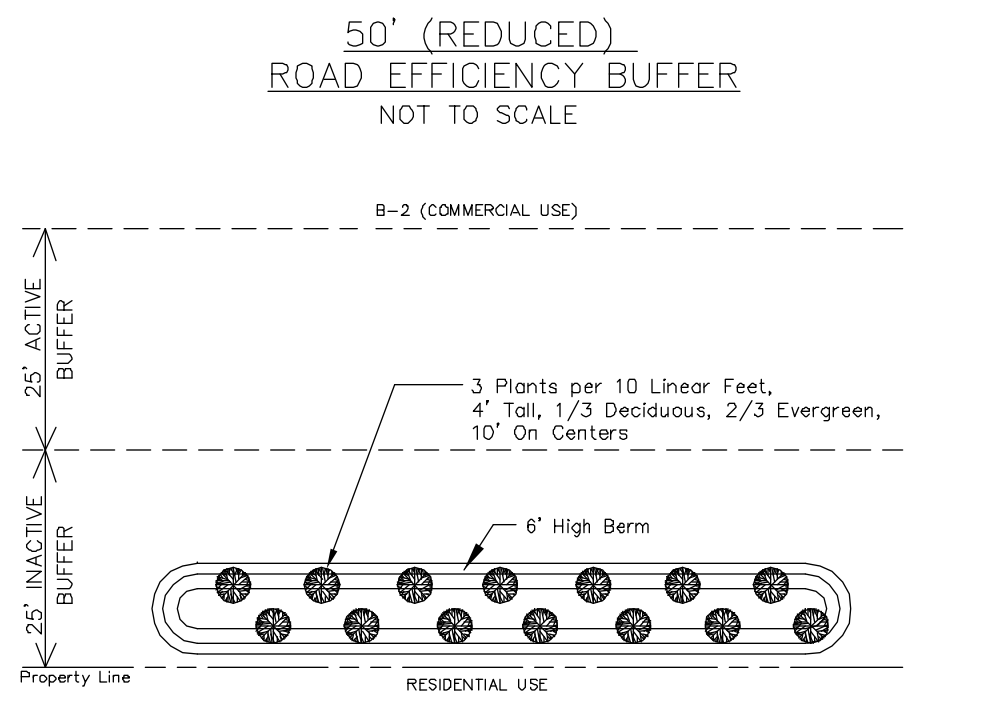 50' (REDUCED)
ROAD EFFICIENCY BUFFER
NOT TO SCALE
B-2 (COMMERCIAL USE)
25' ACTIVE
BUFFER
3 Plants per 10 Linear Feet,
4' Tall, 1/3 Deciduous, 2/3 Evergreen,
10' On Centers
25' INACTIVE
BUFFER
6' High Berm
Property Line
RESIDENTIAL USE